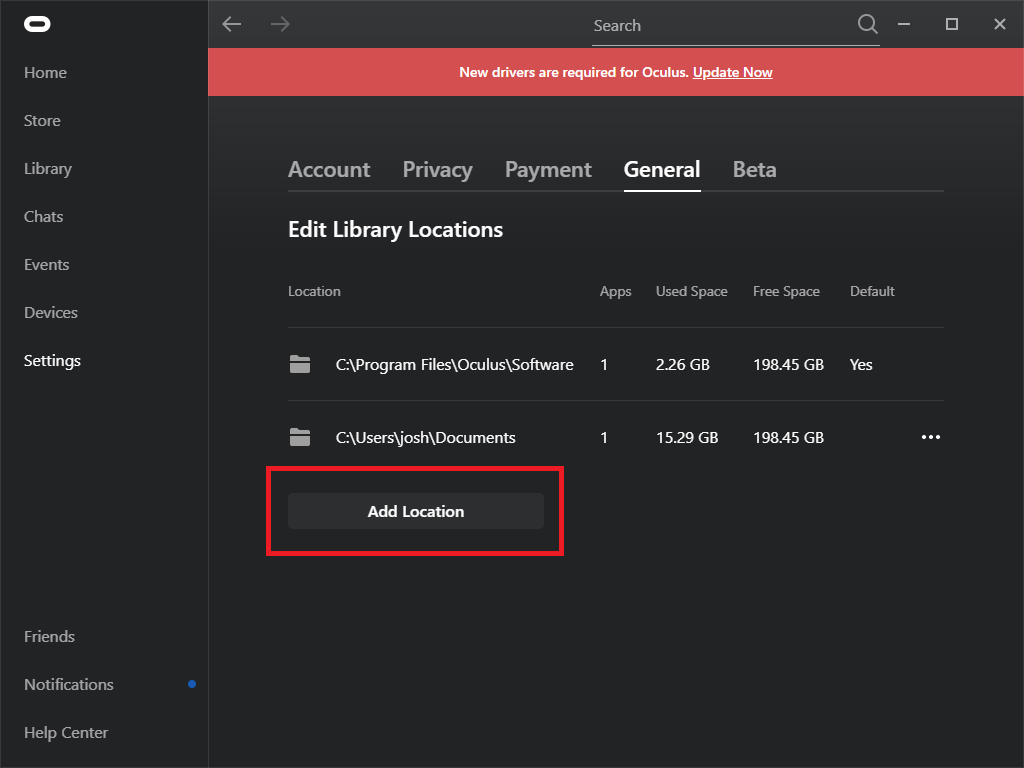 Search
New drivers are required for Oculus. Update Now
Home
Store
Library
Chats
Events
Devices
Settings
Friends
Notifications
Help Center
Account Privacy Payment General Beta
Edit Library Locations
Location Apps Used Space Free Space Default
C:\Program Files\Oculus\Software 1 2.26 GB 198.45 GB Yes
C:\Users\josh\Documents 1 15.29 GB 198.45 GB
Add Location